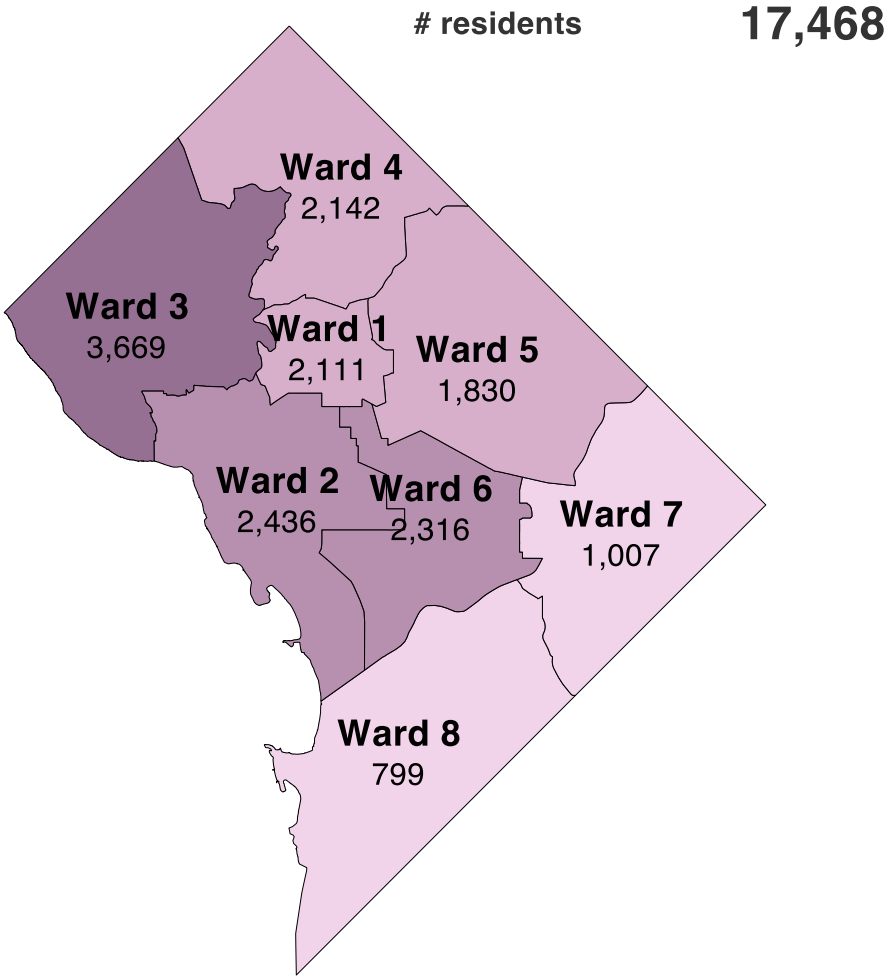 # residents 17,468
Ward 4
2,142
Ward 3
3,669
Ward 1
2,111
Ward 5
1,830
Ward 2
2,436
Ward 6
2,316
Ward 7
1,007
Ward 8
799